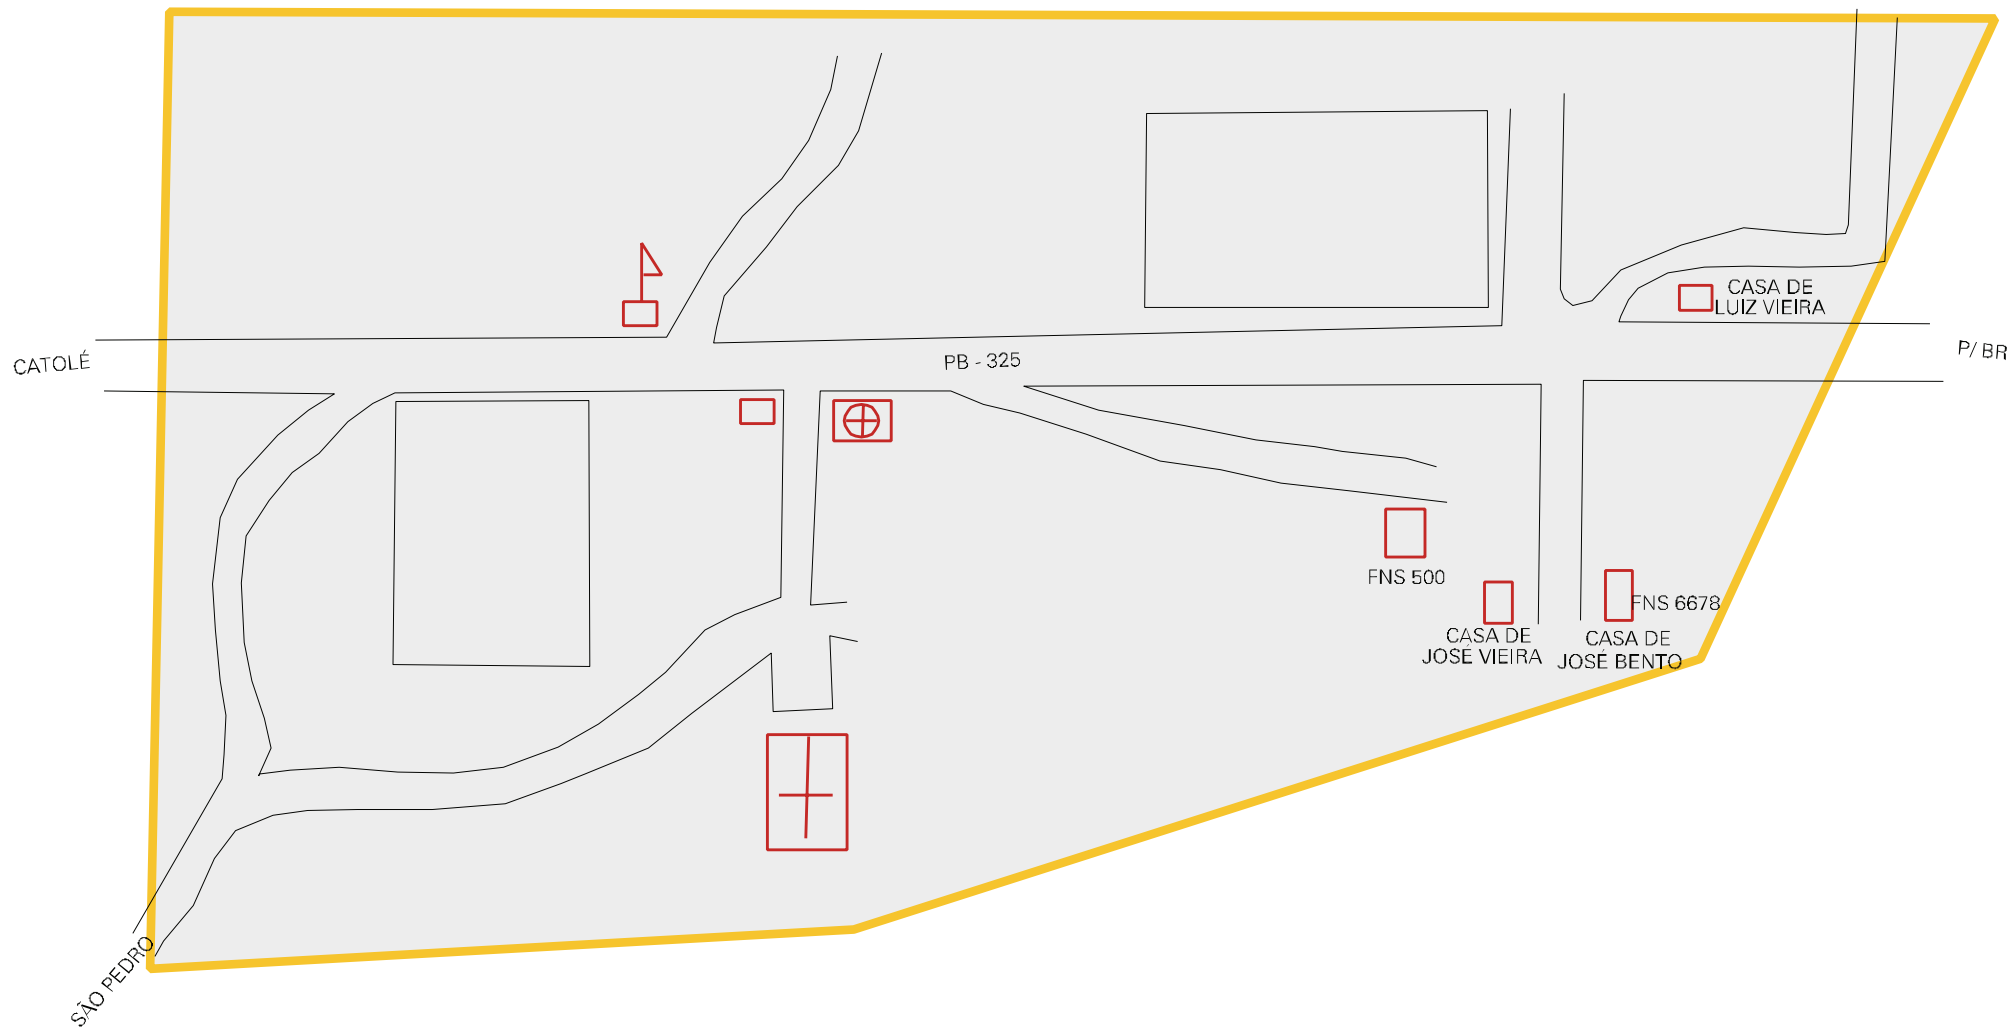 CASA DE
LUIZ VIEIRA
CATOLÉ
PB - 325
P/ BR
FNS 500
FNS 6678
CASA DE
JOSÉ VIEIRA
CASA DE
JOSÉ BENTO
SÃO PEDRO